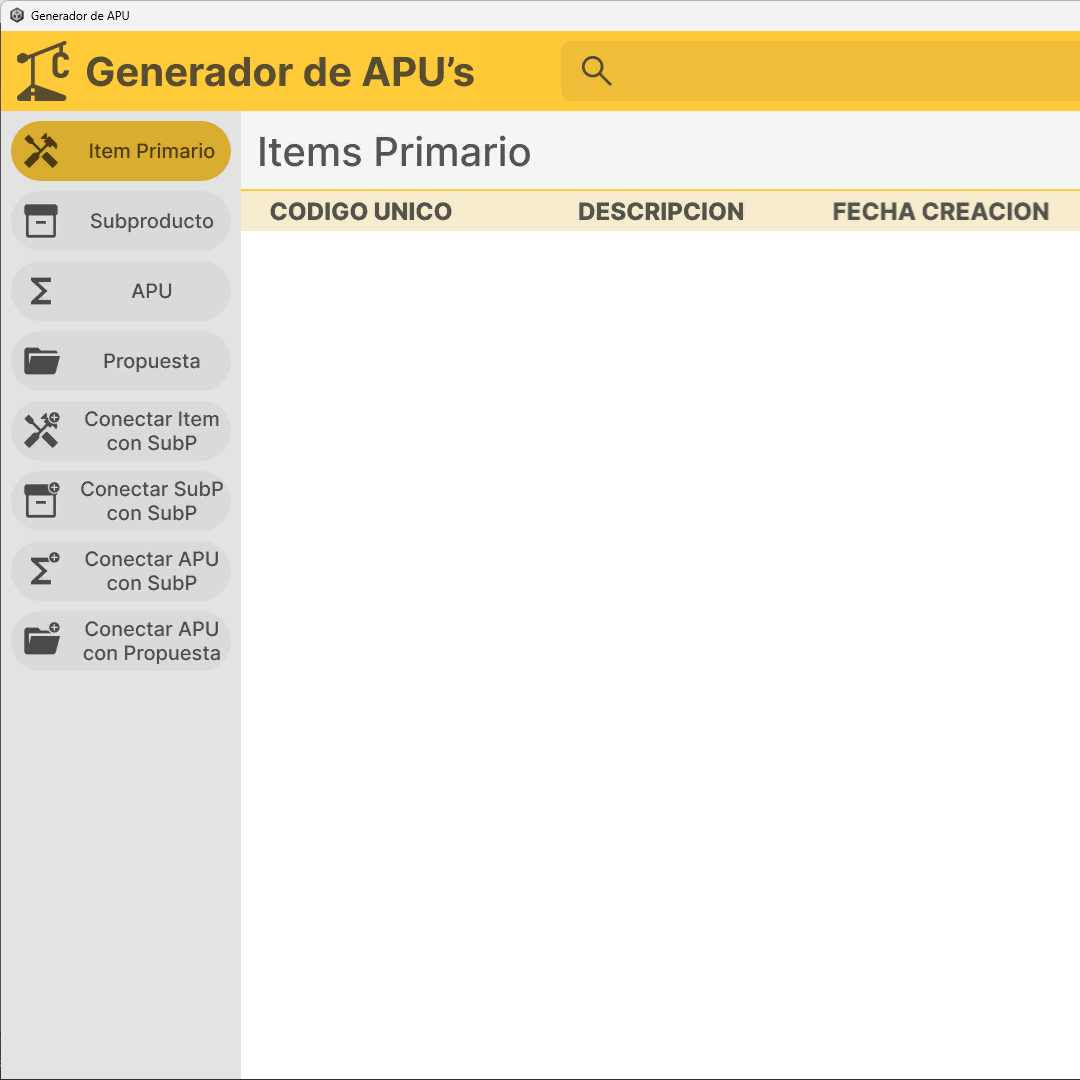 Generador de APU
Generador de APU’s
Item Primario
Subproducto
APU
Propuesta
Conectar Item
con SubP
Conectar SubP
con SubP
Conectar APU
con SubP
Conectar APU
con Propuesta
Items Primario
CODIGO UNICO DESCRIPCION FECHA CREACION